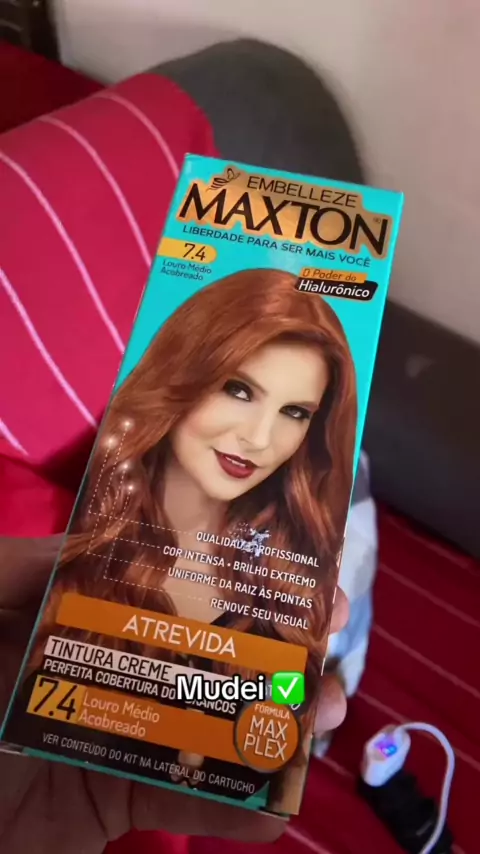 EMBELLEZE
MAXTON
LIBERDADE PARA SER MAIS VOCÊ
7.4
Louro Médio
Acobreado
O Poder do
Hialurônico
QUALIDADE PROFISSIONAL
COR INTENSA • BRILHO EXTREMO
UNIFORME DA RAIZ ÀS PONTAS
RENOVE SEU VISUAL
ATREVIDA
TINTURA CREME
PERFEITA COBERTURA DOS BRANCOS
Mudei ✅
7.4
Louro Médio
Acobreado
FÓRMULA
MAX
PLEX
VER CONTEÚDO DO KIT NA LATERAL DO CARTUCHO